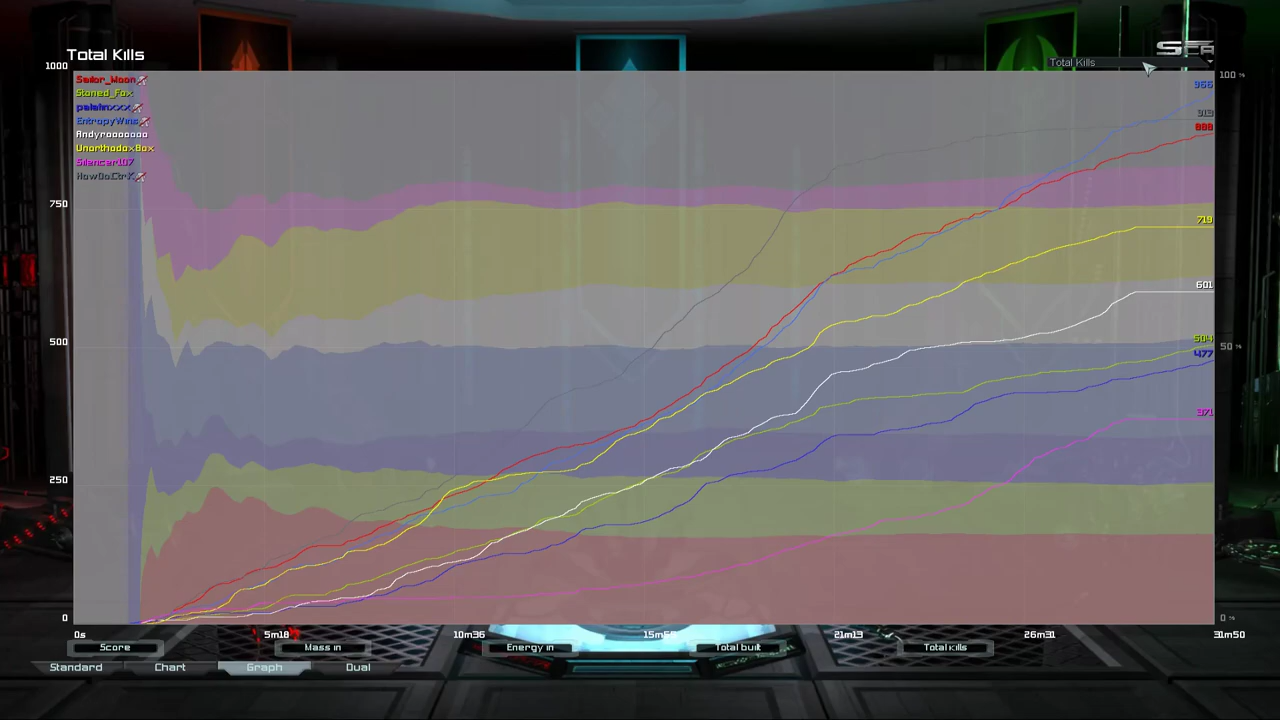 Total Kills
1000
Total Kills
100 %
Sailor_Moon
Stoned_Fox
EntropyWins
Andyrooooooo
UnorthodoxBox
Silencer107
966
913
888
750
719
601
500
504
50 %
477
371
250
0
0 %
0s
5m18
10m36
21m13
26m31
31m50
Score
Mass in
Energy in
Total built
Total kills
Standard
Chart
Graph
Dual